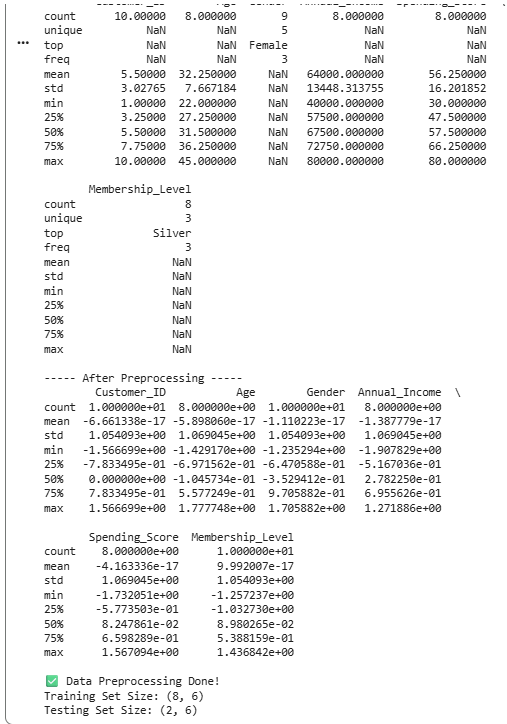 count 10.00000 8.000000 9 8.000000 8.000000
unique NaN NaN 5 NaN NaN
top NaN NaN Female NaN NaN
freq NaN NaN 3 NaN NaN
mean 5.50000 32.250000 NaN 64000.000000 56.250000
std 3.02765 7.667184 NaN 13448.313755 16.201852
min 1.00000 22.000000 NaN 40000.000000 30.000000
25% 3.25000 27.250000 NaN 57500.000000 47.500000
50% 5.50000 31.500000 NaN 67500.000000 57.500000
75% 7.75000 36.250000 NaN 72750.000000 66.250000
max 10.00000 45.000000 NaN 80000.000000 80.000000
Membership_Level
count 8
unique 3
top Silver
freq 3
mean NaN
std NaN
min NaN
25% NaN
50% NaN
75% NaN
max NaN
----- After Preprocessing -----
Customer_ID Age Gender Annual_Income \
count 1.000000e+01 8.000000e+00 1.000000e+01 8.000000e+00
mean -6.661338e-17 -5.898060e-17 -1.110223e-17 -1.387779e-17
std 1.054093e+00 1.069045e+00 1.054093e+00 1.069045e+00
min -1.566699e+00 -1.429170e+00 -1.235294e+00 -1.907829e+00
25% -7.833495e-01 -6.971562e-01 -6.470588e-01 -5.167036e-01
50% 0.000000e+00 -1.045734e-01 -3.529412e-01 2.782250e-01
75% 7.833495e-01 5.577249e-01 9.705882e-01 6.955626e-01
max 1.566699e+00 1.777748e+00 1.705882e+00 1.271886e+00
Spending_Score Membership_Level
count 8.000000e+00 1.000000e+01
mean -4.163336e-17 9.992007e-17
std 1.069045e+00 1.054093e+00
min -1.732051e+00 -1.257237e+00
25% -5.773503e-01 -1.032730e+00
50% 8.247861e-02 8.980265e-02
75% 6.598289e-01 5.388159e-01
max 1.567094e+00 1.436842e+00
✅ Data Preprocessing Done!
Training Set Size: (8, 6)
Testing Set Size: (2, 6)